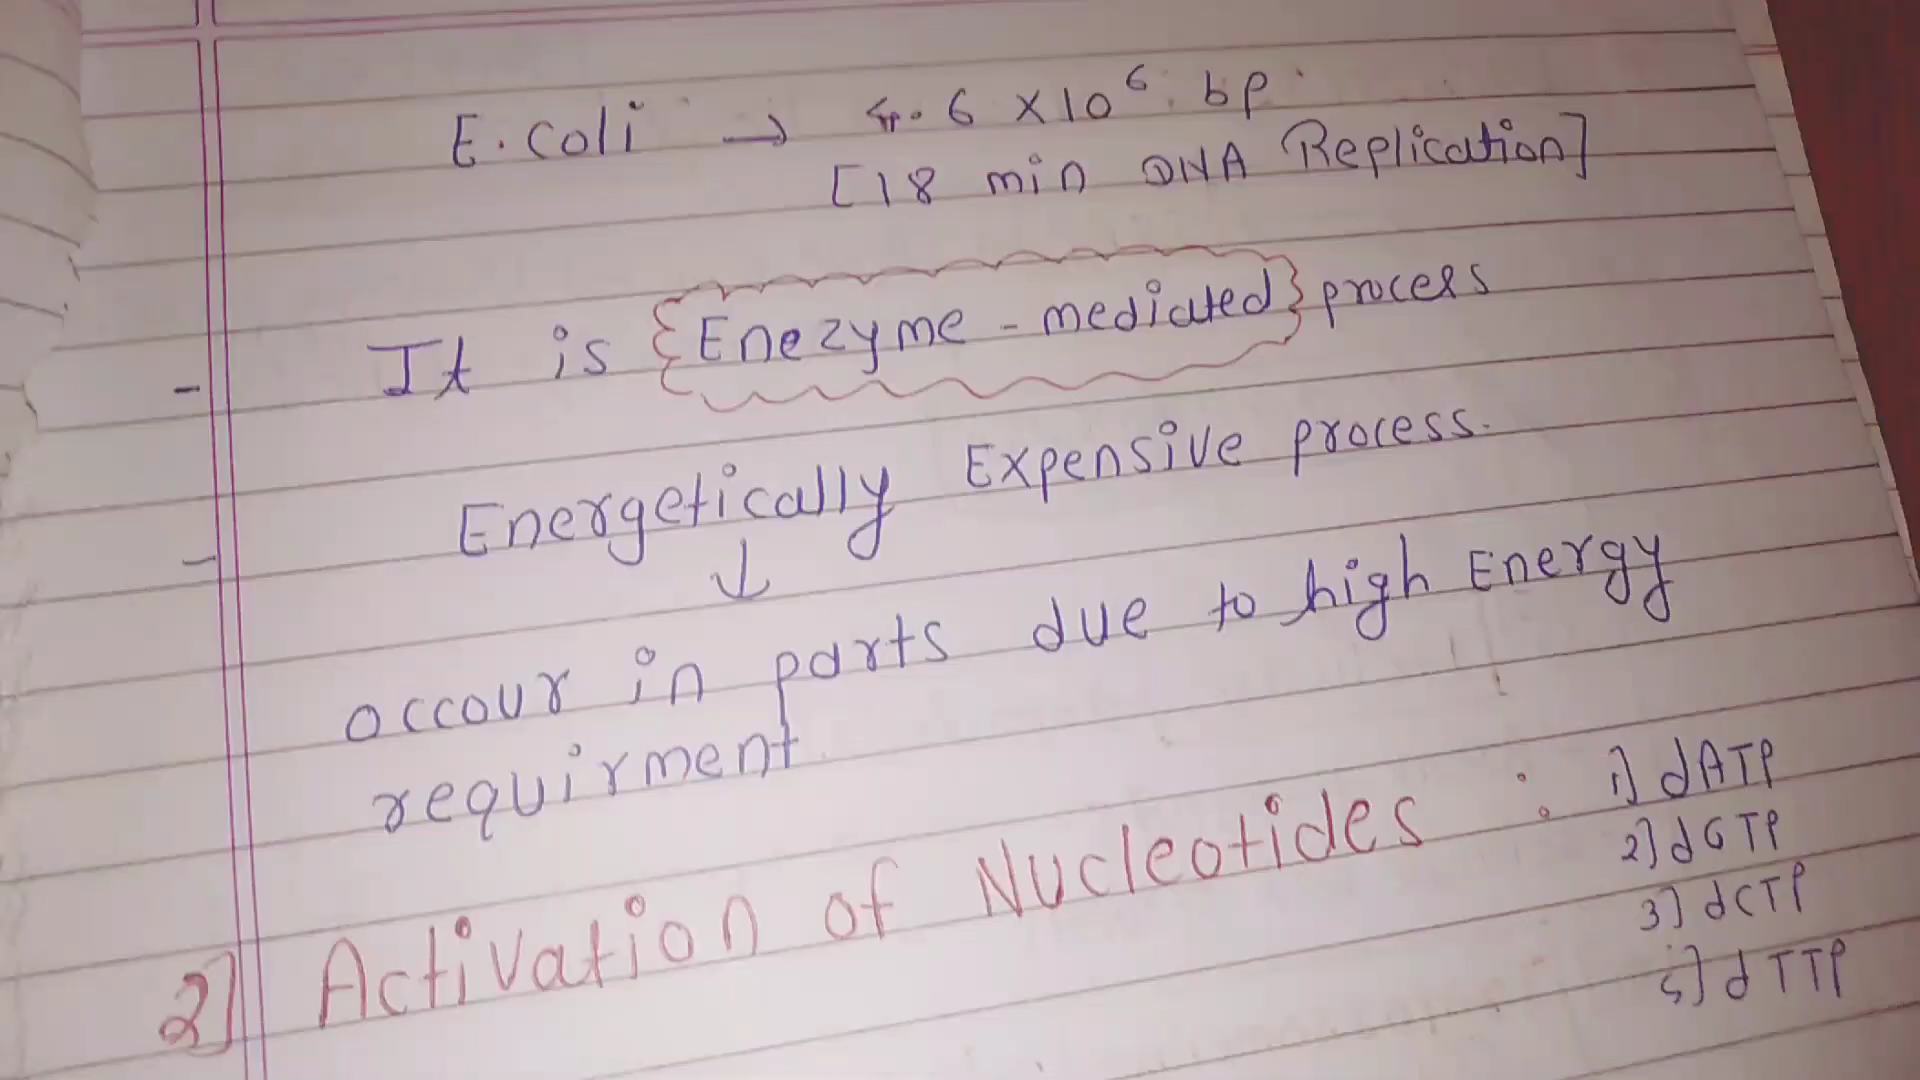 E. coli → 4.6 x 10⁶ bp
[18 min DNA Replication]
- It is {Enezyme - mediated} process
- Energetically Expensive process.
↓
occour in parts due to high Energy
requirment
2] Activation of Nucleotides : 1] dATP
2] dGTP
3] dCTP
4] dTTP